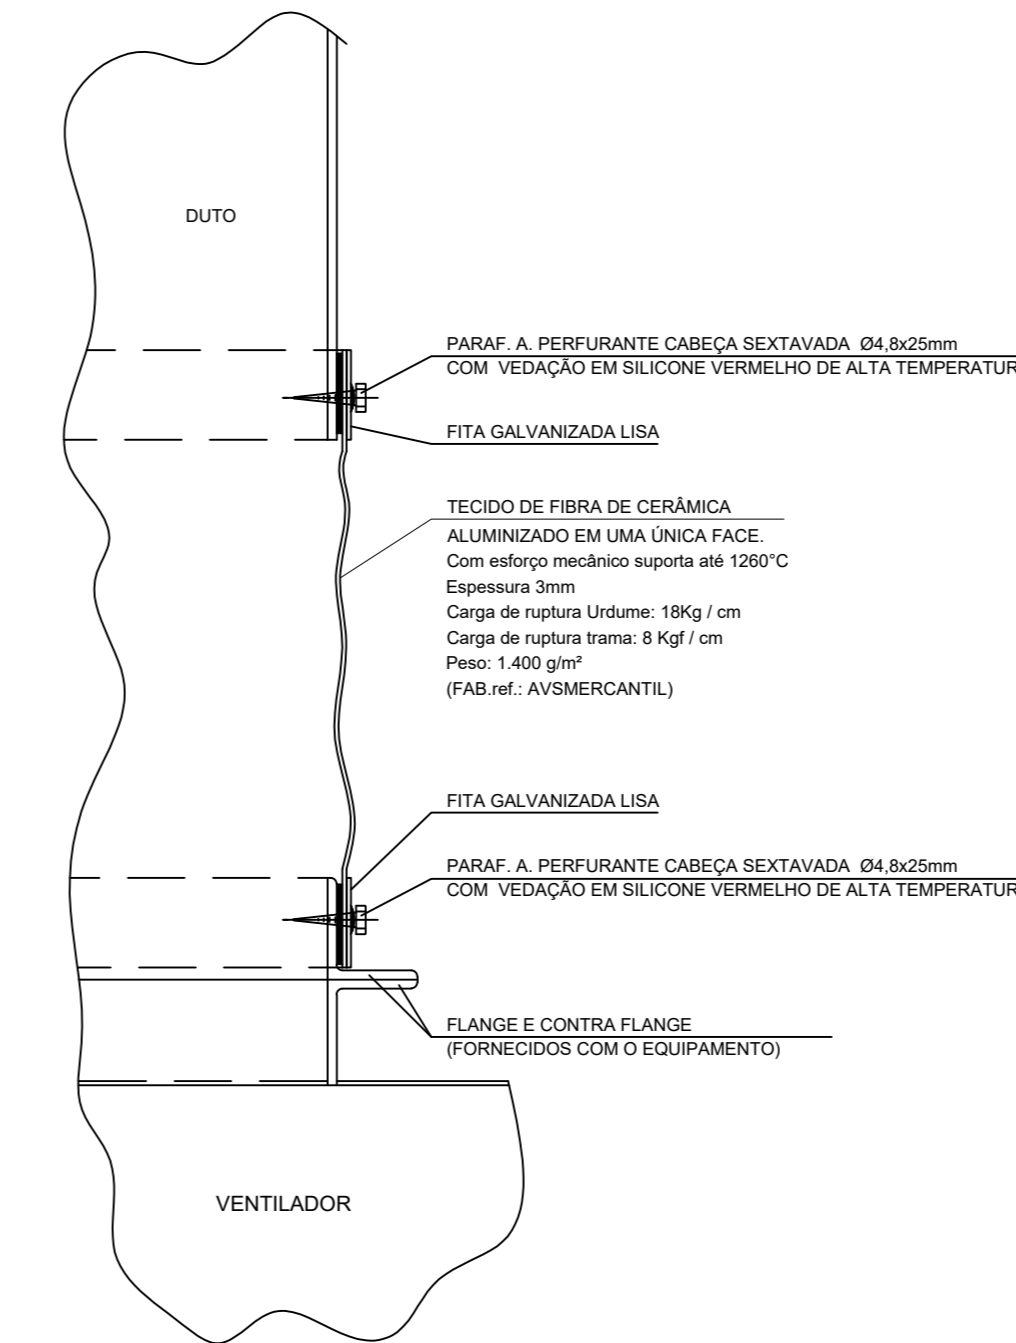 DUTO
PARAF. A. PERFURANTE CABEÇA SEXTAVADA Ø4,8x25mm
COM VEDAÇÃO EM SILICONE VERMELHO DE ALTA TEMPERATUR
FITA GALVANIZADA LISA
TECIDO DE FIBRA DE CERÂMICA
ALUMINIZADO EM UMA ÚNICA FACE.
Com esforço mecânico suporta até 1260°C
Espessura 3mm
Carga de ruptura Urdume: 18Kg / cm
Carga de ruptura trama: 8 Kgf / cm
Peso: 1.400 g/m²
(FAB.ref.: AVSMERCANTIL)
FITA GALVANIZADA LISA
PARAF. A. PERFURANTE CABEÇA SEXTAVADA Ø4,8x25mm
COM VEDAÇÃO EM SILICONE VERMELHO DE ALTA TEMPERATUR
FLANGE E CONTRA FLANGE
(FORNECIDOS COM O EQUIPAMENTO)
VENTILADOR